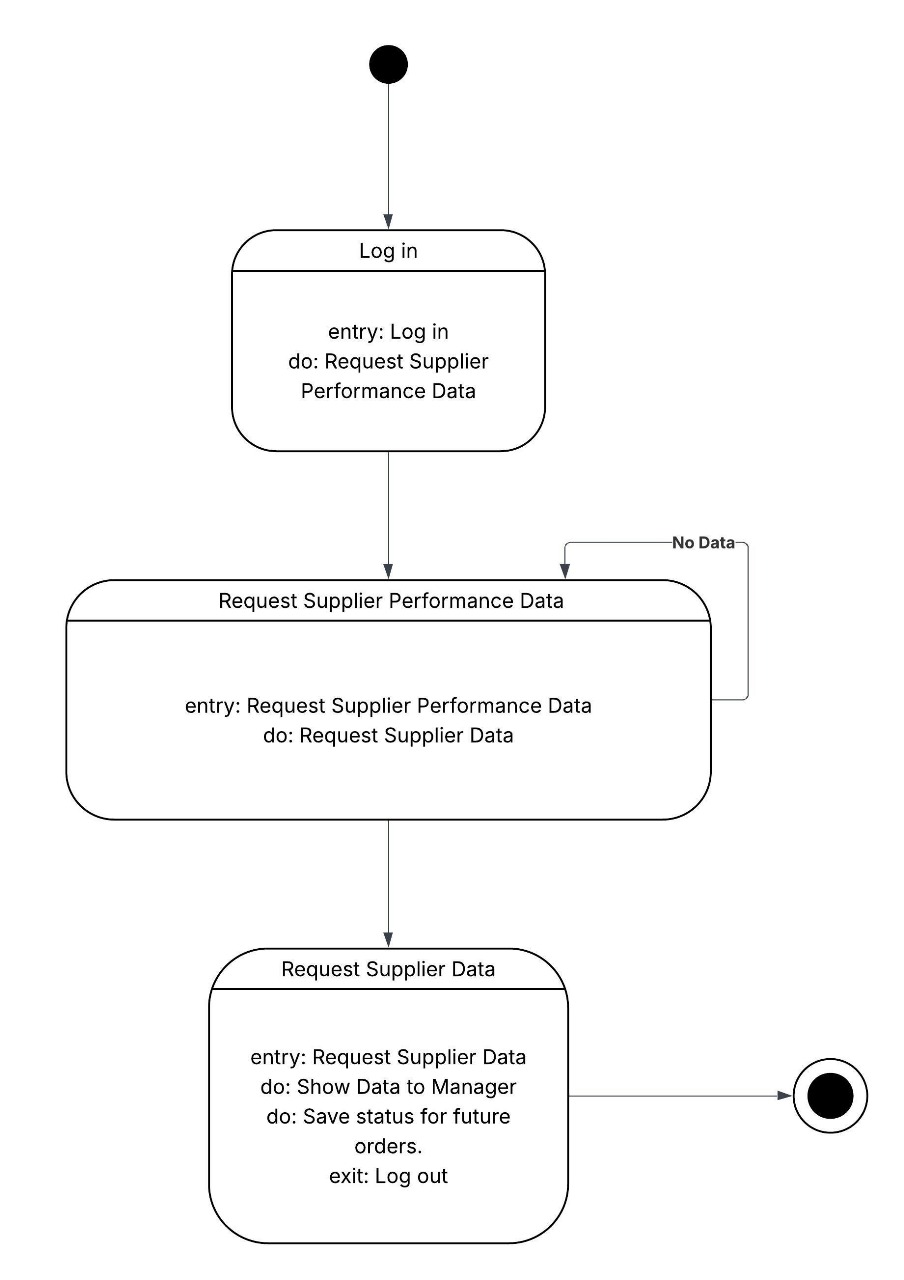 Log in
entry: Log in
do: Request Supplier
Performance Data
No Data
Request Supplier Performance Data
entry: Request Supplier Performance Data
do: Request Supplier Data
Request Supplier Data
entry: Request Supplier Data
do: Show Data to Manager
do: Save status for future
orders.
exit: Log out